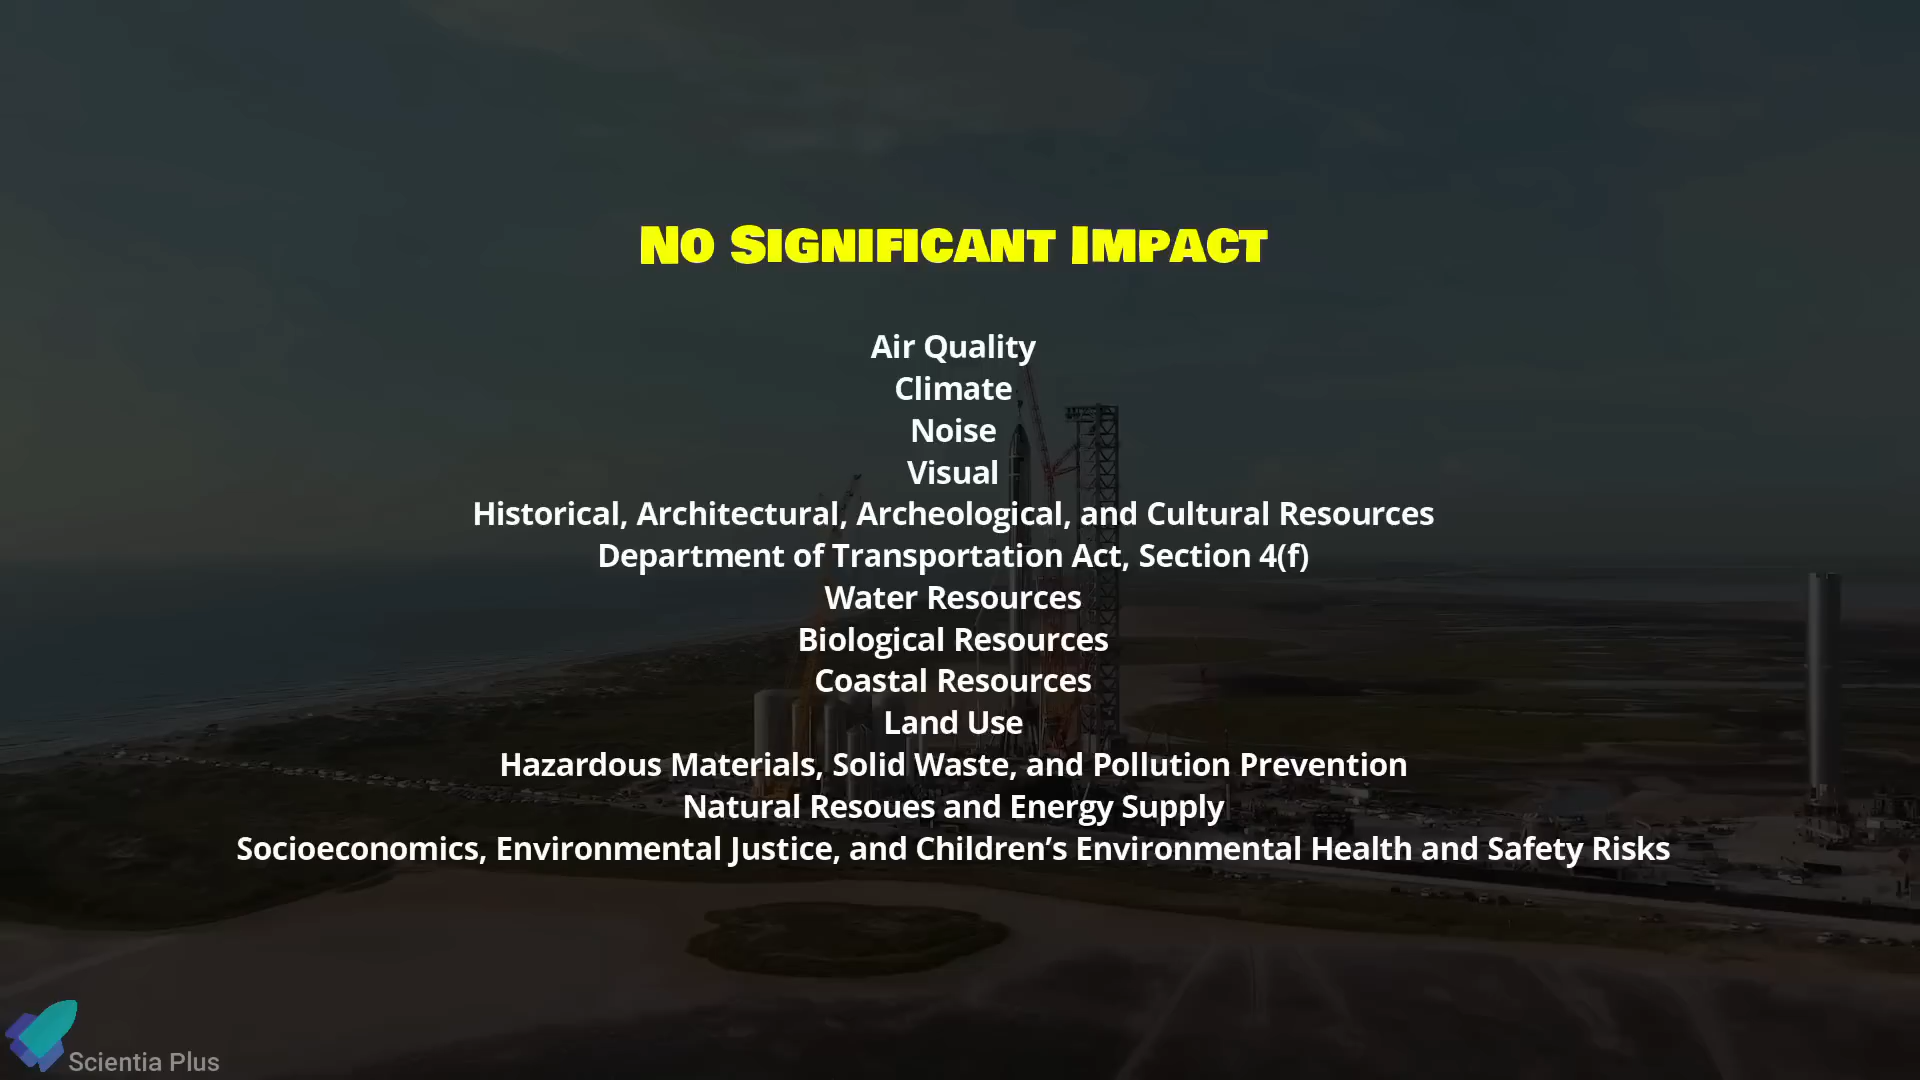 No Significant Impact
Air Quality
Climate
Noise
Visual
Historical, Architectural, Archeological, and Cultural Resources
Department of Transportation Act, Section 4(f)
Water Resources
Biological Resources
Coastal Resources
Land Use
Hazardous Materials, Solid Waste, and Pollution Prevention
Natural Resoues and Energy Supply
Socioeconomics, Environmental Justice, and Children’s Environmental Health and Safety Risks
Scientia Plus